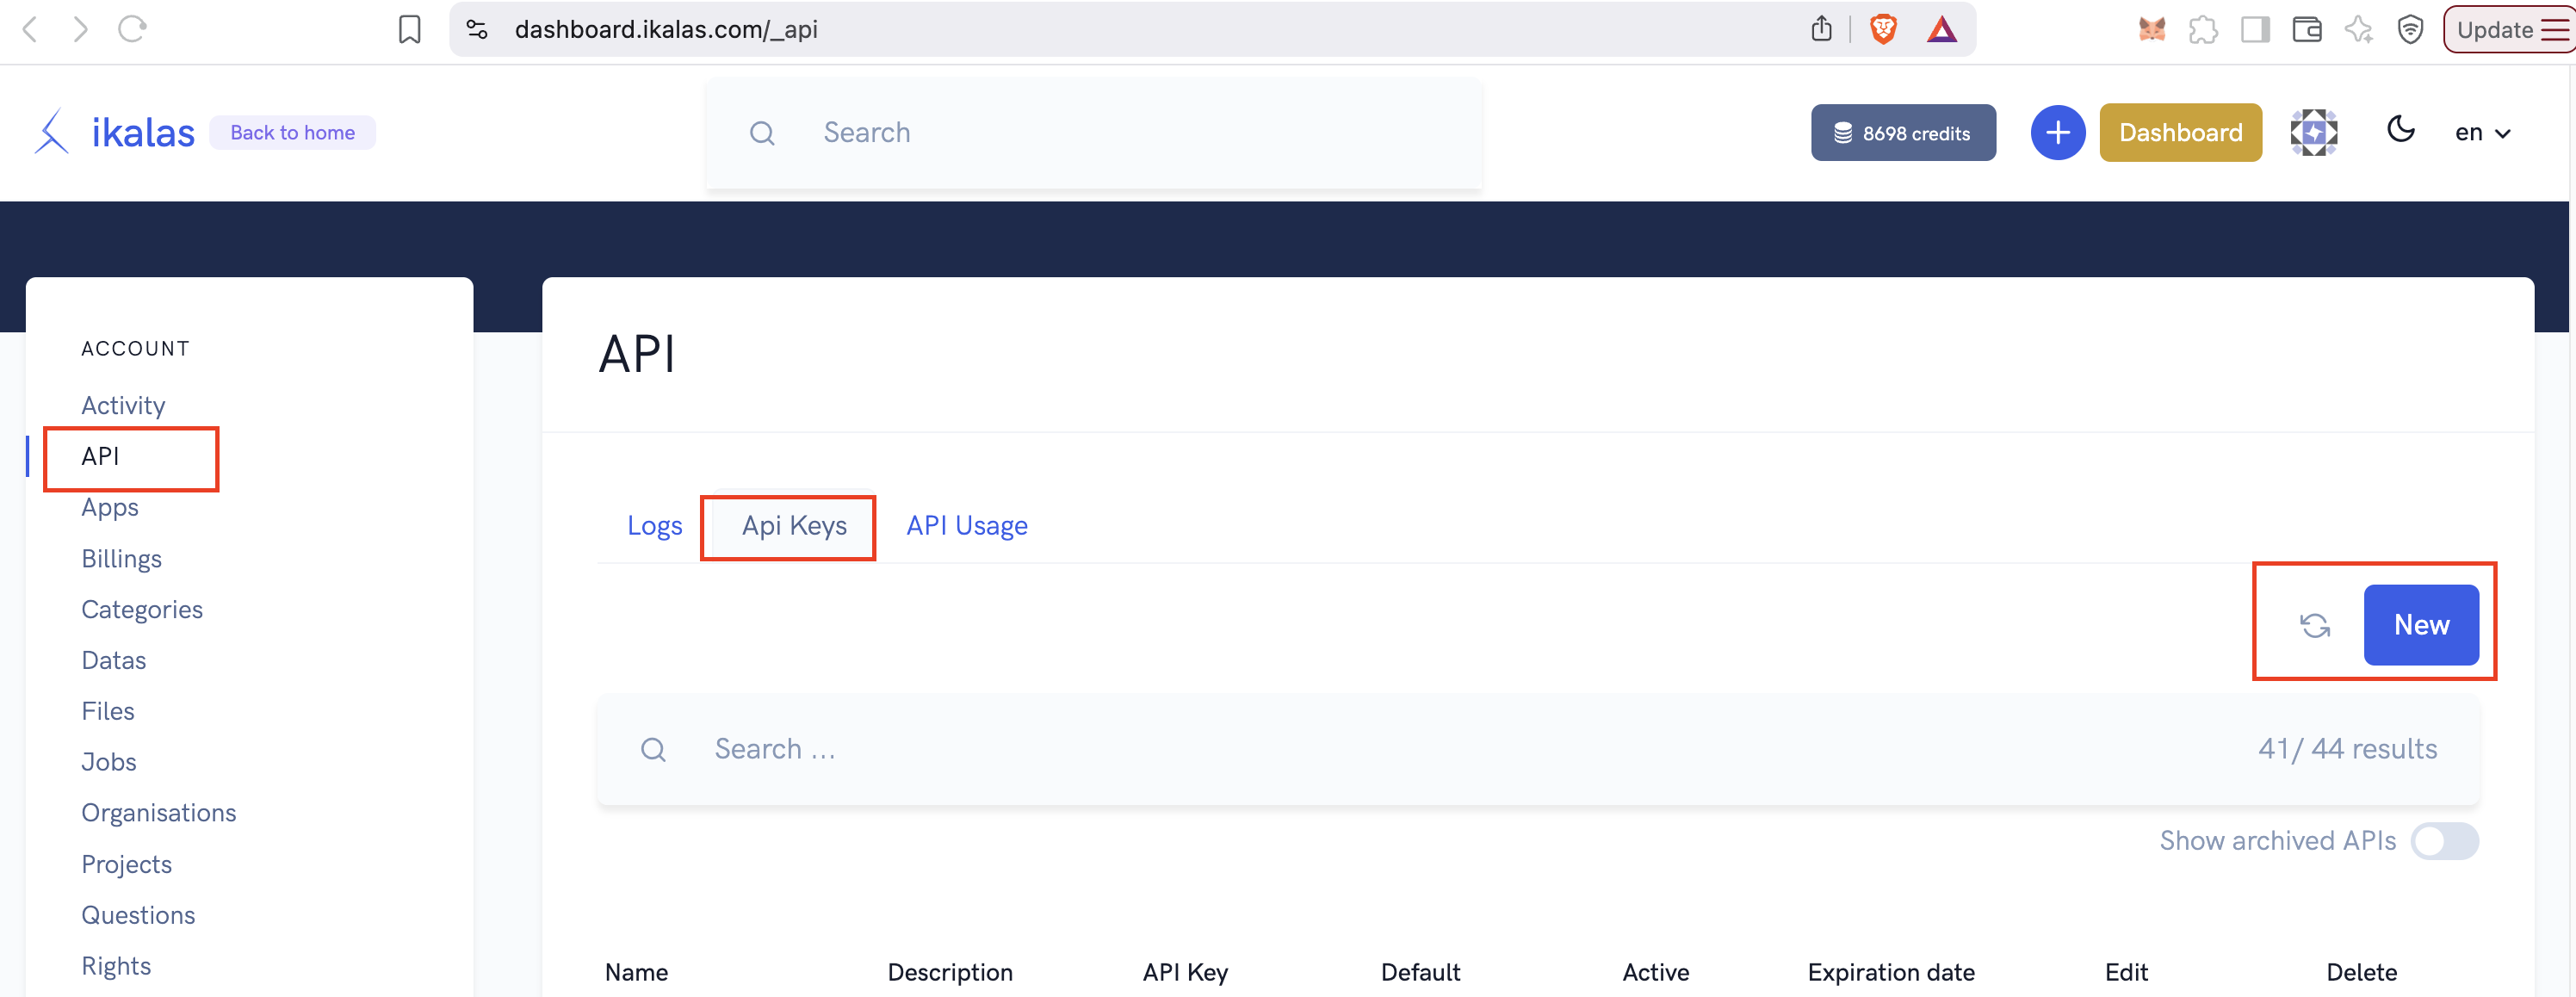 dashboard.ikalas.com/_api
Update
ikalas
Back to home
Search
8698 credits
Dashboard
en
ACCOUNT
Activity
API
Apps
Billings
Categories
Datas
Files
Jobs
Organisations
Projects
Questions
Rights
API
Logs
Api Keys
API Usage
New
Search ...
41/ 44 results
Show archived APIs
Name Description API Key Default Active Expiration date Edit Delete